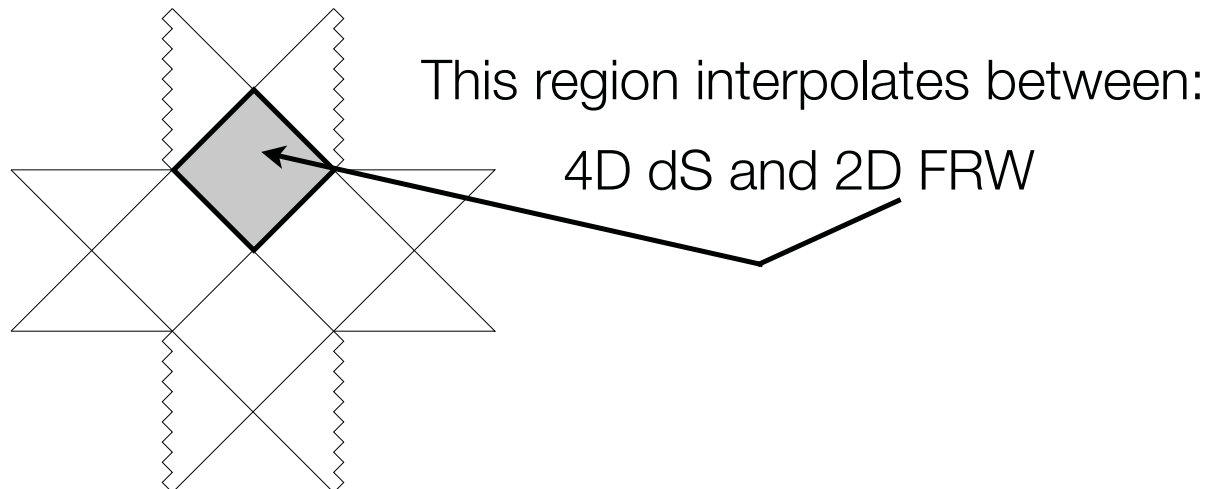 This region interpolates between:
4D dS and 2D FRW